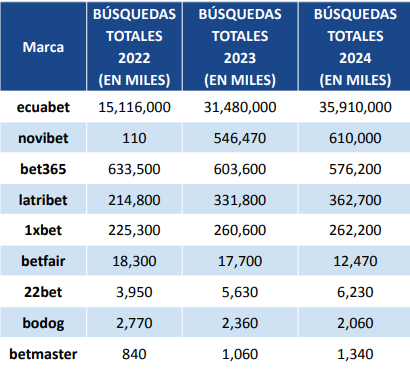 Marca BÚSQUEDAS TOTALES 2022 (EN MILES) BÚSQUEDAS TOTALES 2023 (EN MILES) BÚSQUEDAS TOTALES 2024 (EN MILES)
ecuabet 15,116,000 31,480,000 35,910,000
novibet 110 546,470 610,000
bet365 633,500 603,600 576,200
latribet 214,800 331,800 362,700
1xbet 225,300 260,600 262,200
betfair 18,300 17,700 12,470
22bet 3,950 5,630 6,230
bodog 2,770 2,360 2,060
betmaster 840 1,060 1,340